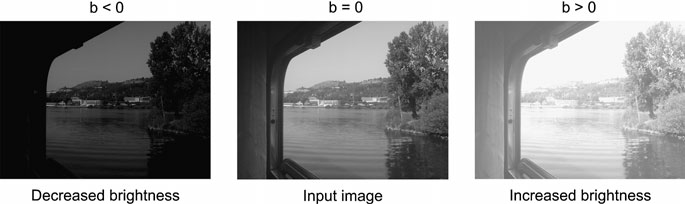 b < 0
b = 0
b > 0
Decreased brightness
Input image
Increased brightness